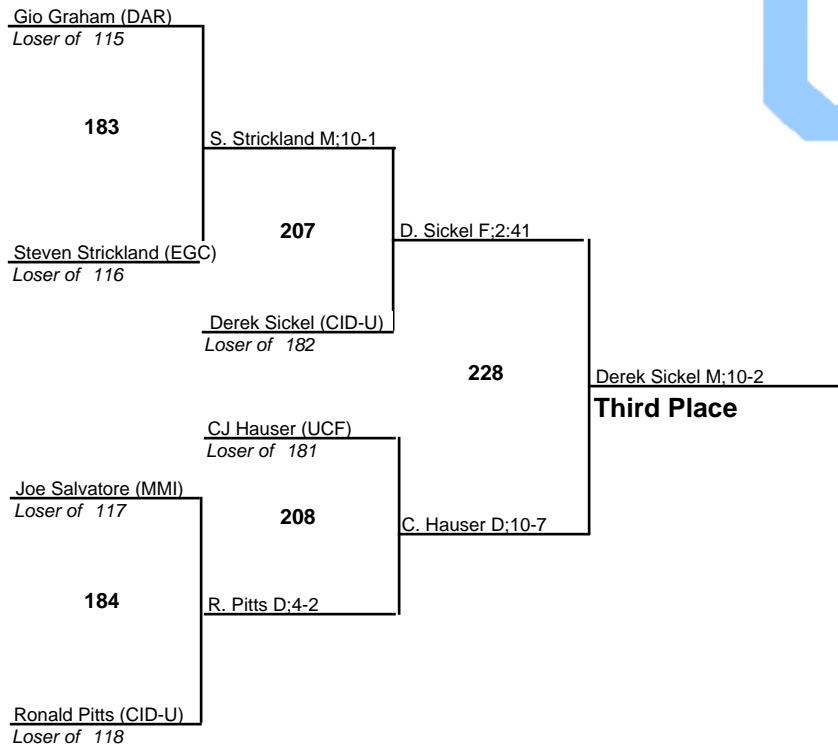 Gio Graham (DAR)
Loser of 115
183
S. Strickland M;10-1
207
D. Sickel F;2:41
Steven Strickland (EGC)
Loser of 116
Derek Sickel (CID-U)
Loser of 182
228
Derek Sickel M;10-2
Third Place
CJ Hauser (UCF)
Loser of 181
Joe Salvatore (MMI)
Loser of 117
208
C. Hauser D;10-7
184
R. Pitts D;4-2
Ronald Pitts (CID-U)
Loser of 118